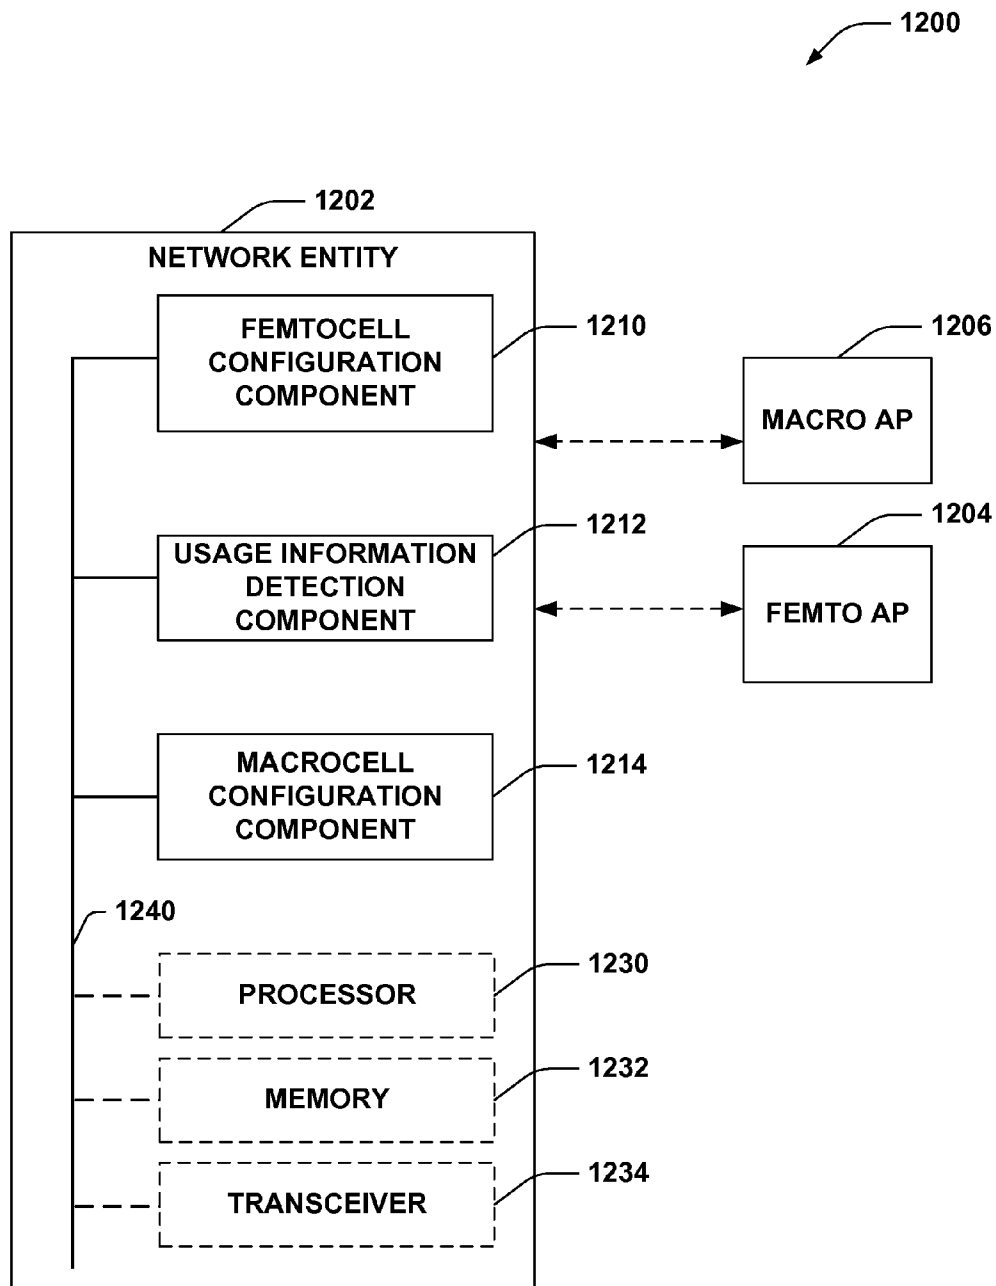 1200
1202
NETWORK ENTITY
FEMTOCELL
CONFIGURATION
COMPONENT
1210
1206
MACRO AP
USAGE INFORMATION
DETECTION
COMPONENT
1212
1204
FEMTO AP
MACROCELL
CONFIGURATION
COMPONENT
1214
1240
PROCESSOR
1230
MEMORY
1232
TRANSCEIVER
1234